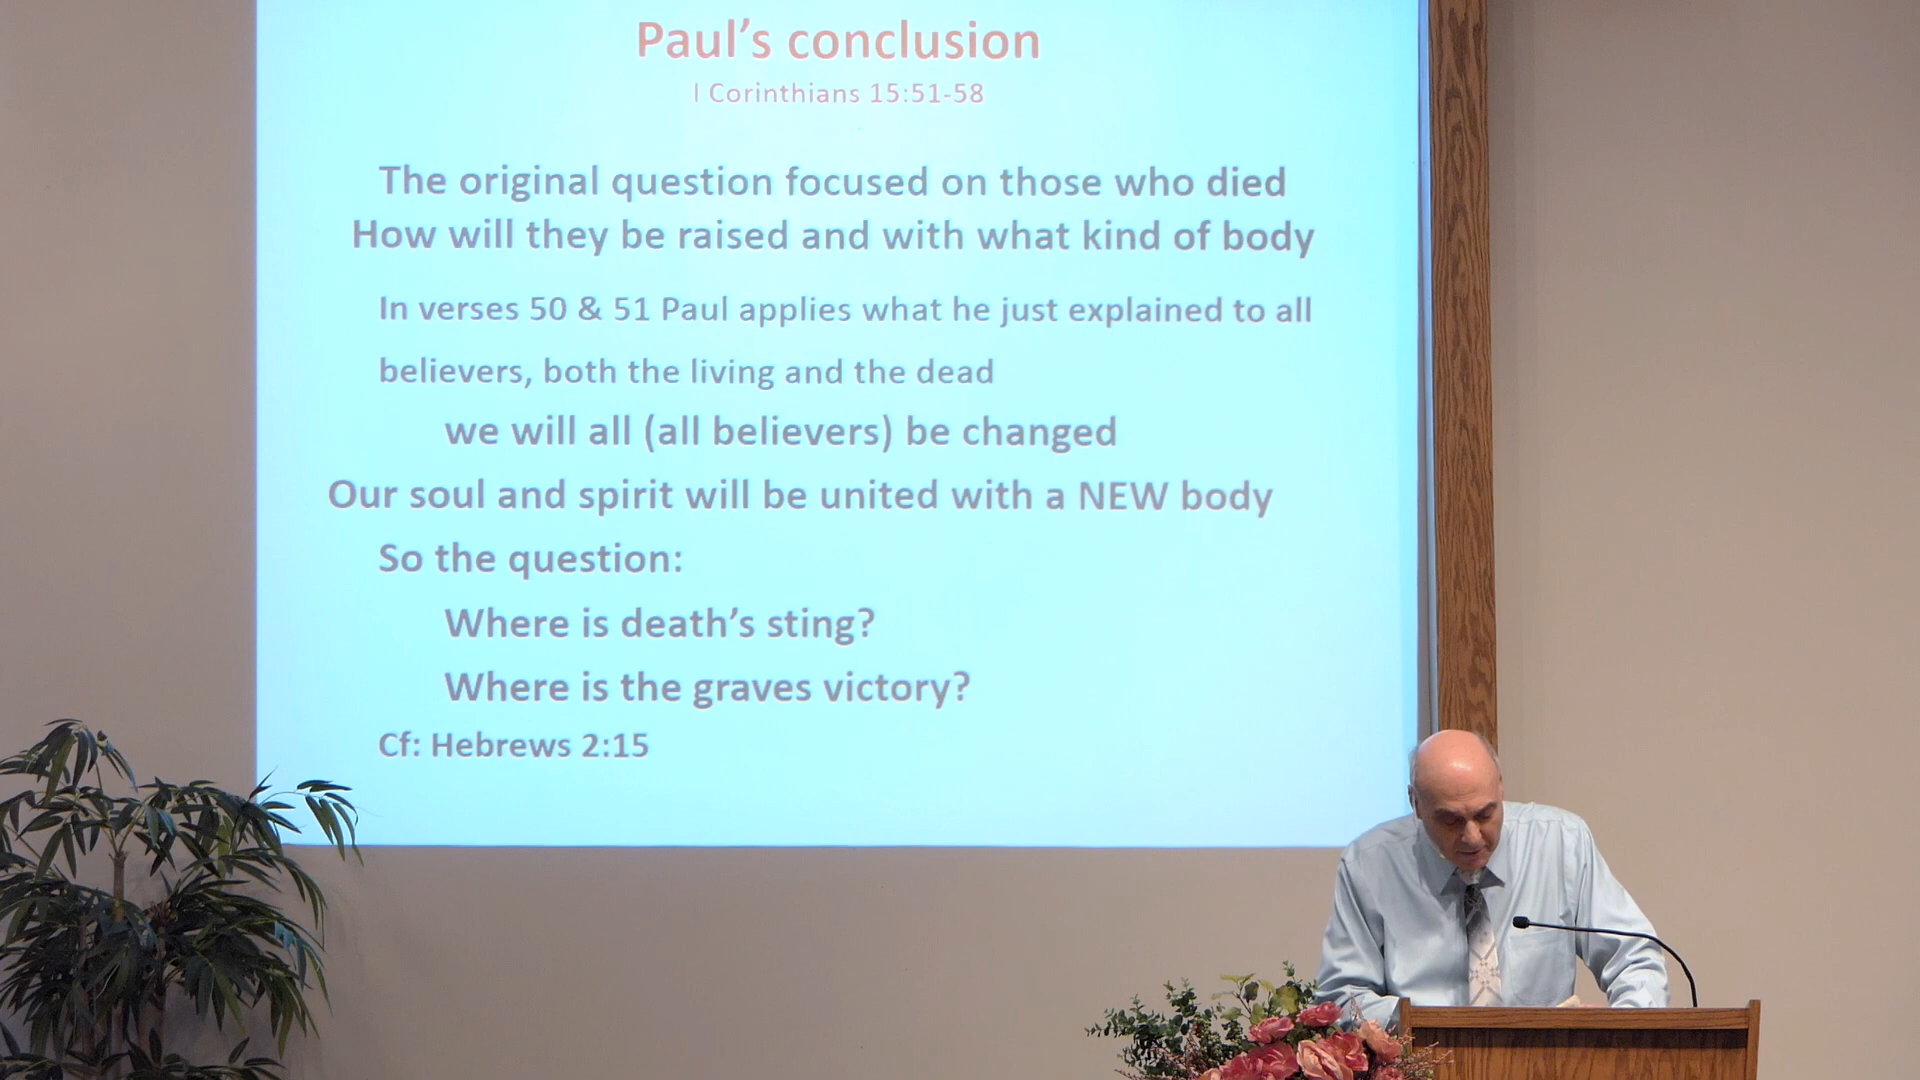 Paul’s conclusion
I Corinthians 15:51-58
The original question focused on those who died
How will they be raised and with what kind of body
In verses 50 & 51 Paul applies what he just explained to all
believers, both the living and the dead
we will all (all believers) be changed
Our soul and spirit will be united with a NEW body
So the question:
Where is death’s sting?
Where is the graves victory?
Cf: Hebrews 2:15